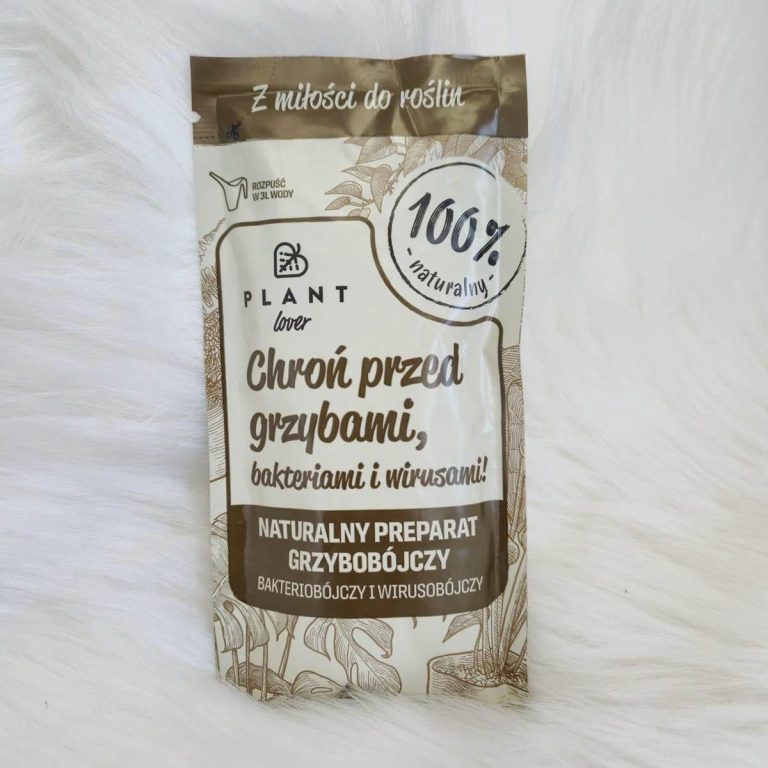 Z miłości do roślin
ROZPUŚĆ
W 3L WODY
100%
- naturalny -
PLANT
lover
Chroń przed
grzybami,
bakteriami i wirusami!
NATURALNY PREPARAT
GRZYBOBÓJCZY
BAKTERIOBÓJCZY I WIRUSOBÓJCZY